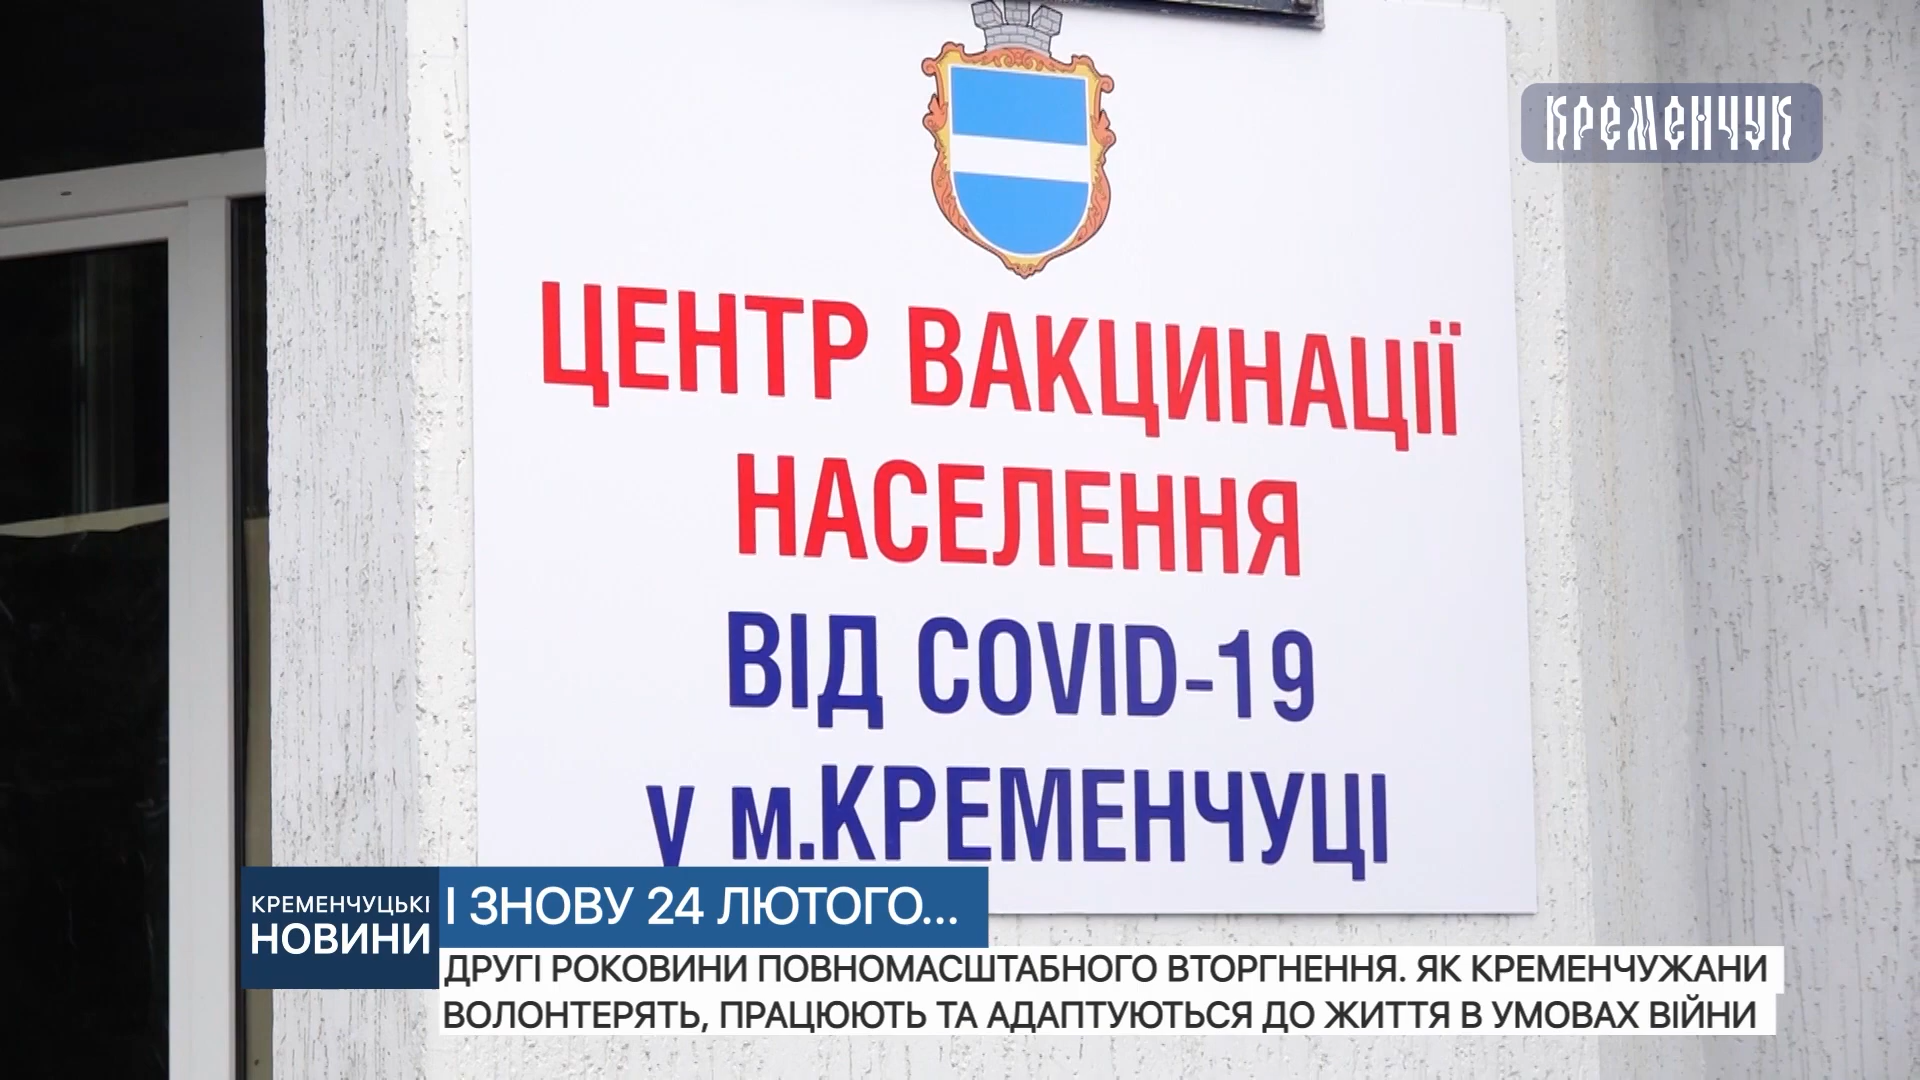 КРЕМЕНЧУК
ЦЕНТР ВАКЦИНАЦІЇ
НАСЕЛЕННЯ
ВІД COVID-19
У М.КРЕМЕНЧУЦІ
КРЕМЕНЧУЦЬКІ
НОВИНИ
І ЗНОВУ 24 ЛЮТОГО...
ДРУГІ РОКОВИНИ ПОВНОМАСШТАБНОГО ВТОРГНЕННЯ. ЯК КРЕМЕНЧУЖАНИ
ВОЛОНТЕРЯТЬ, ПРАЦЮЮТЬ ТА АДАПТУЮТЬСЯ ДО ЖИТТЯ В УМОВАХ ВІЙНИ